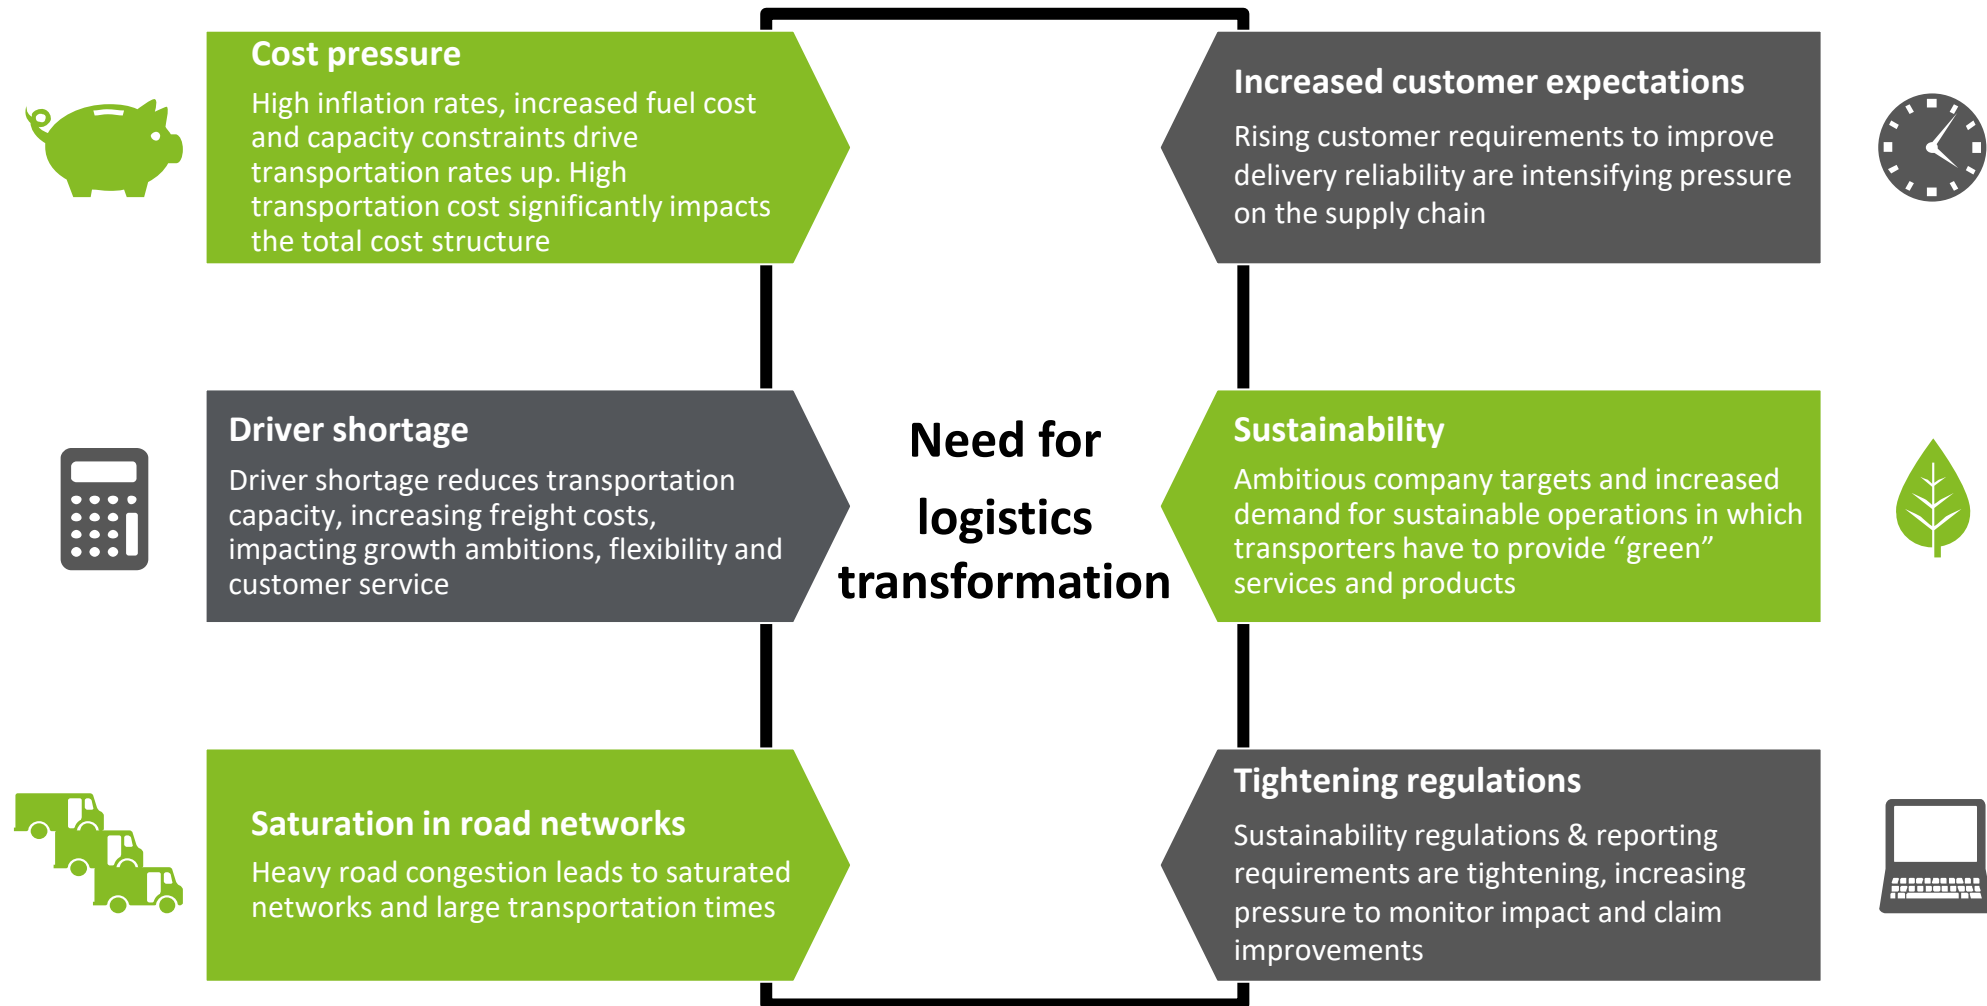 Cost pressure
High inflation rates, increased fuel cost
and capacity constraints drive
transportation rates up. High
transportation cost significantly impacts
the total cost structure
Driver shortage
Driver shortage reduces transportation
capacity, increasing freight costs,
impacting growth ambitions, flexibility and
customer service
Saturation in road networks
Heavy road congestion leads to saturated
networks and large transportation times
Need for
logistics
transformation
Increased customer expectations
Rising customer requirements to improve
delivery reliability are intensifying pressure
on the supply chain
Sustainability
Ambitious company targets and increased
demand for sustainable operations in which
transporters have to provide “green”
services and products
Tightening regulations
Sustainability regulations & reporting
requirements are tightening, increasing
pressure to monitor impact and claim
improvements